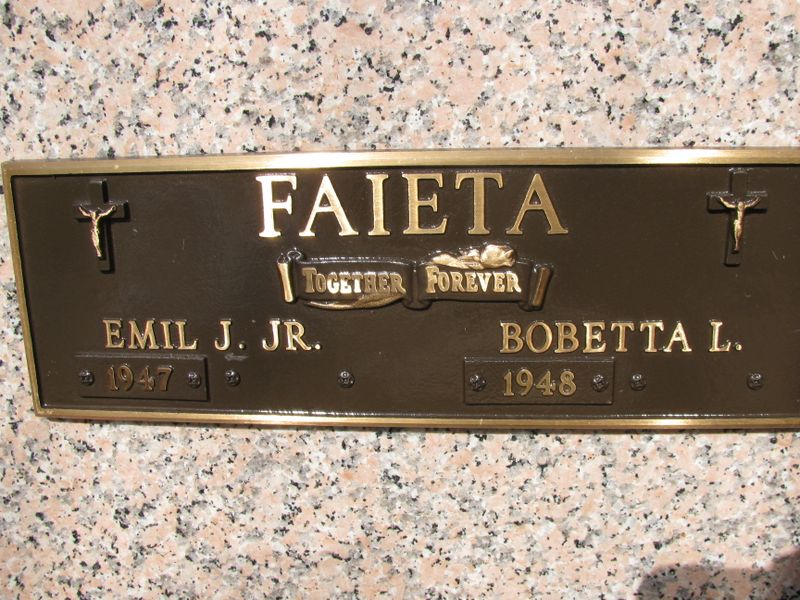 FAIETA
TOGETHER FOREVER
EMIL J. JR. BOBETTA L.
1947 1948